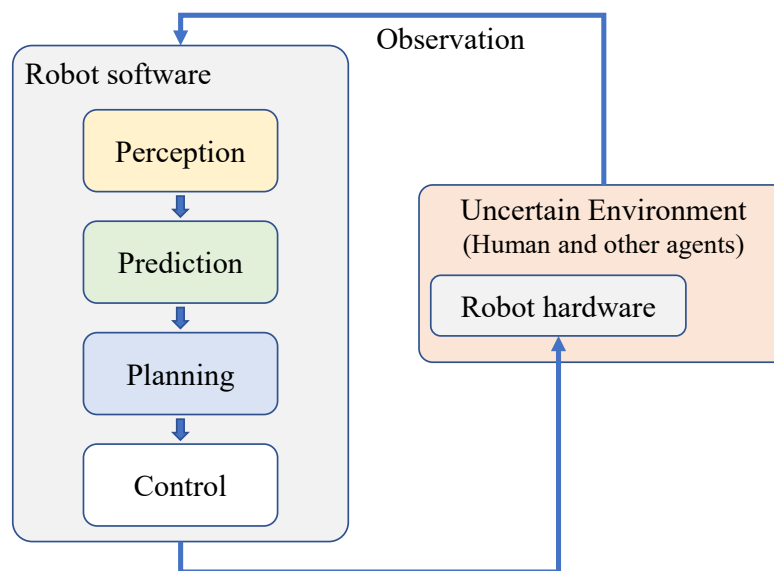 Observation
Robot software
Perception
Prediction
Planning
Control
Uncertain Environment
(Human and other agents)
Robot hardware